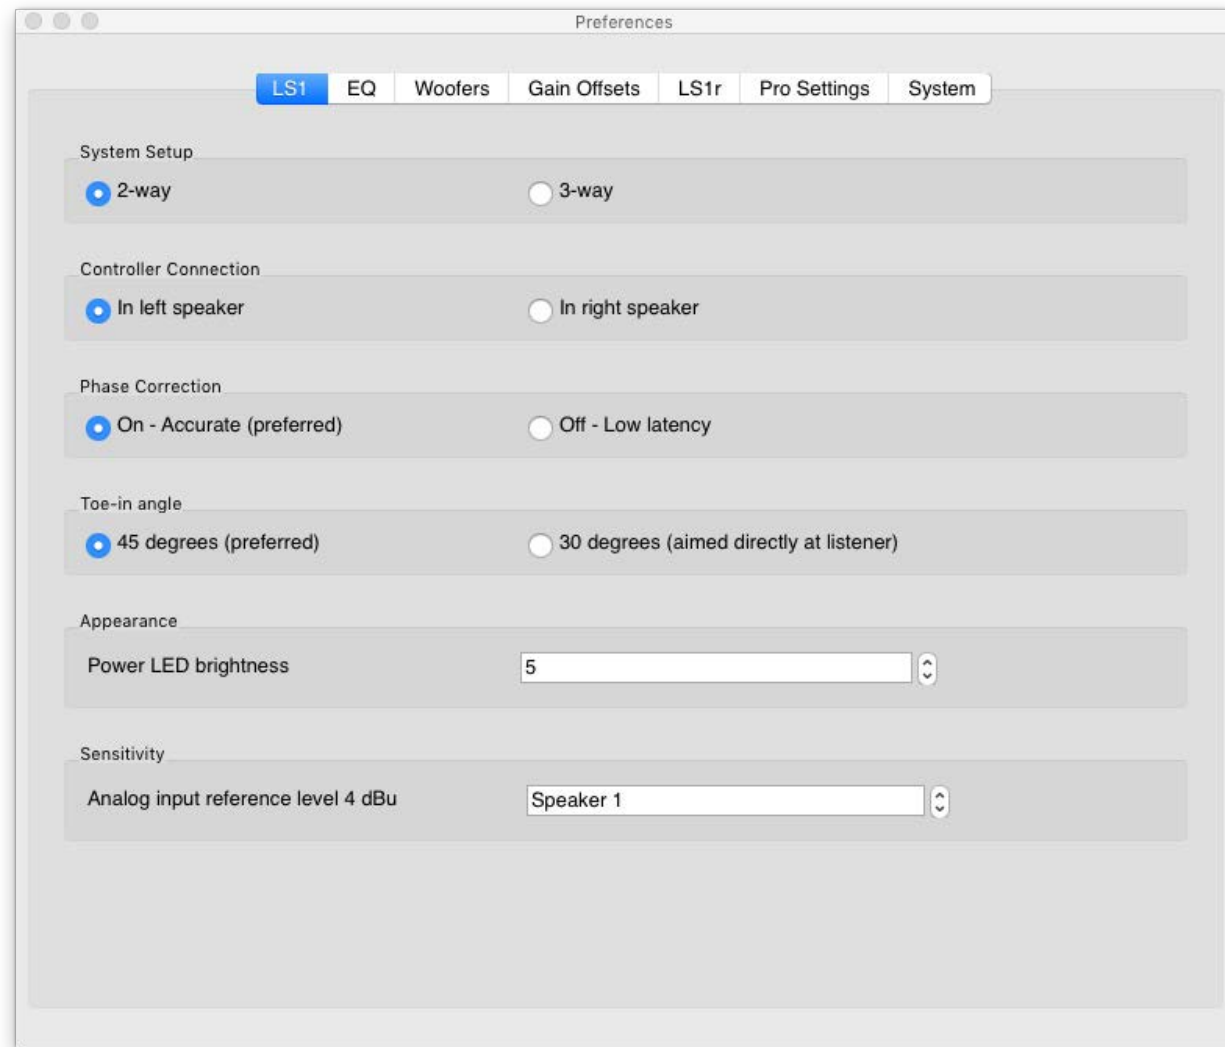 Preferences
LS1 EQ Woofers Gain Offsets LS1r Pro Settings System
System Setup
2-way 3-way
Controller Connection
In left speaker In right speaker
Phase Correction
On - Accurate (preferred) Off - Low latency
Toe-in angle
45 degrees (preferred) 30 degrees (aimed directly at listener)
Appearance
Power LED brightness 5
Sensitivity
Analog input reference level 4 dBu Speaker 1